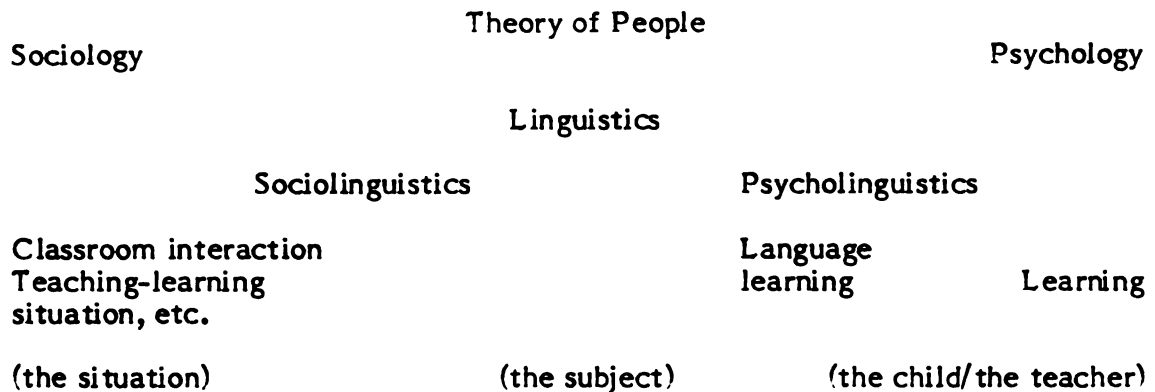 Theory of People
Sociology Psychology
Linguistics
Sociolinguistics Psycholinguistics
Classroom interaction Language
Teaching-learning learning Learning
situation, etc.
(the situation) (the subject) (the child/the teacher)